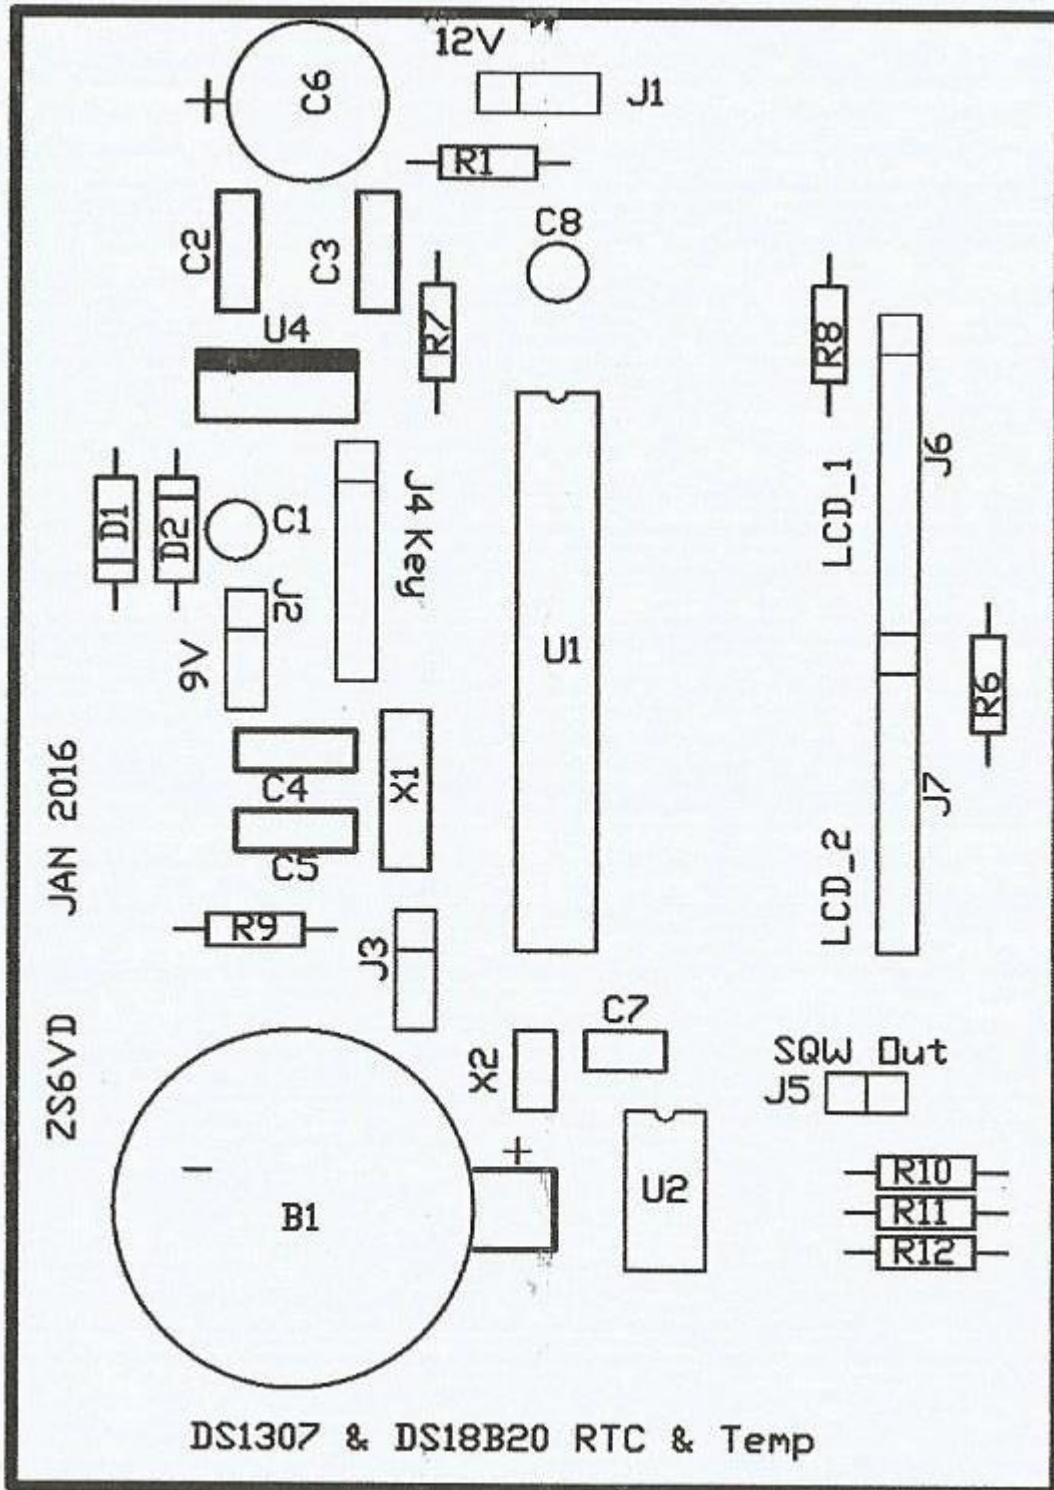 12V
J1
C6
+
R1
C2
C3
C8
R7
R8
U4
J4 Key
J6
LCD_1
D1
D2
C1
J2
9V
U1
R6
C4
X1
C5
J7
LCD_2
JAN 2016
R9
J3
ZS6VD
X2
C7
SQW Out
J5
+
-
B1
U2
R10
R11
R12
DS1307 & DS18B20 RTC & Temp